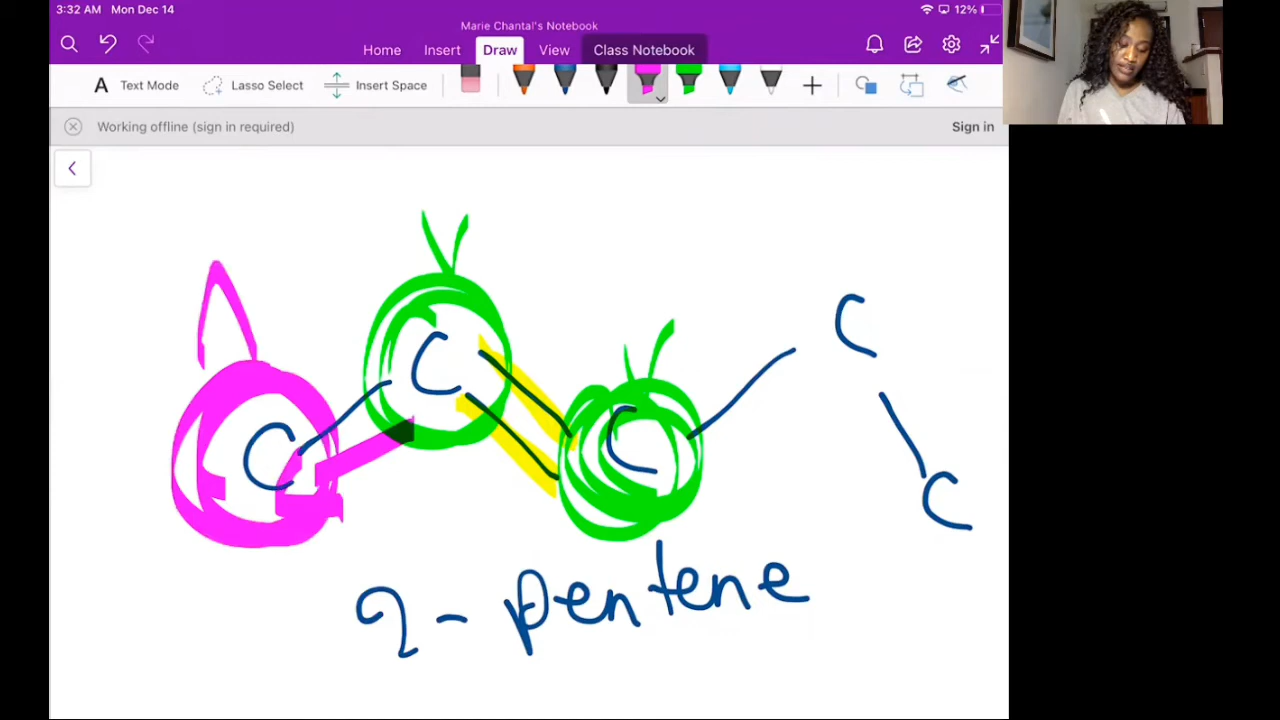 3:32 AM Mon Dec 14
12%
Marie Chantal's Notebook
Home Insert Draw View Class Notebook
A Text Mode Lasso Select Insert Space
Working offline (sign in required) Sign in
C C C C C
2-pentene